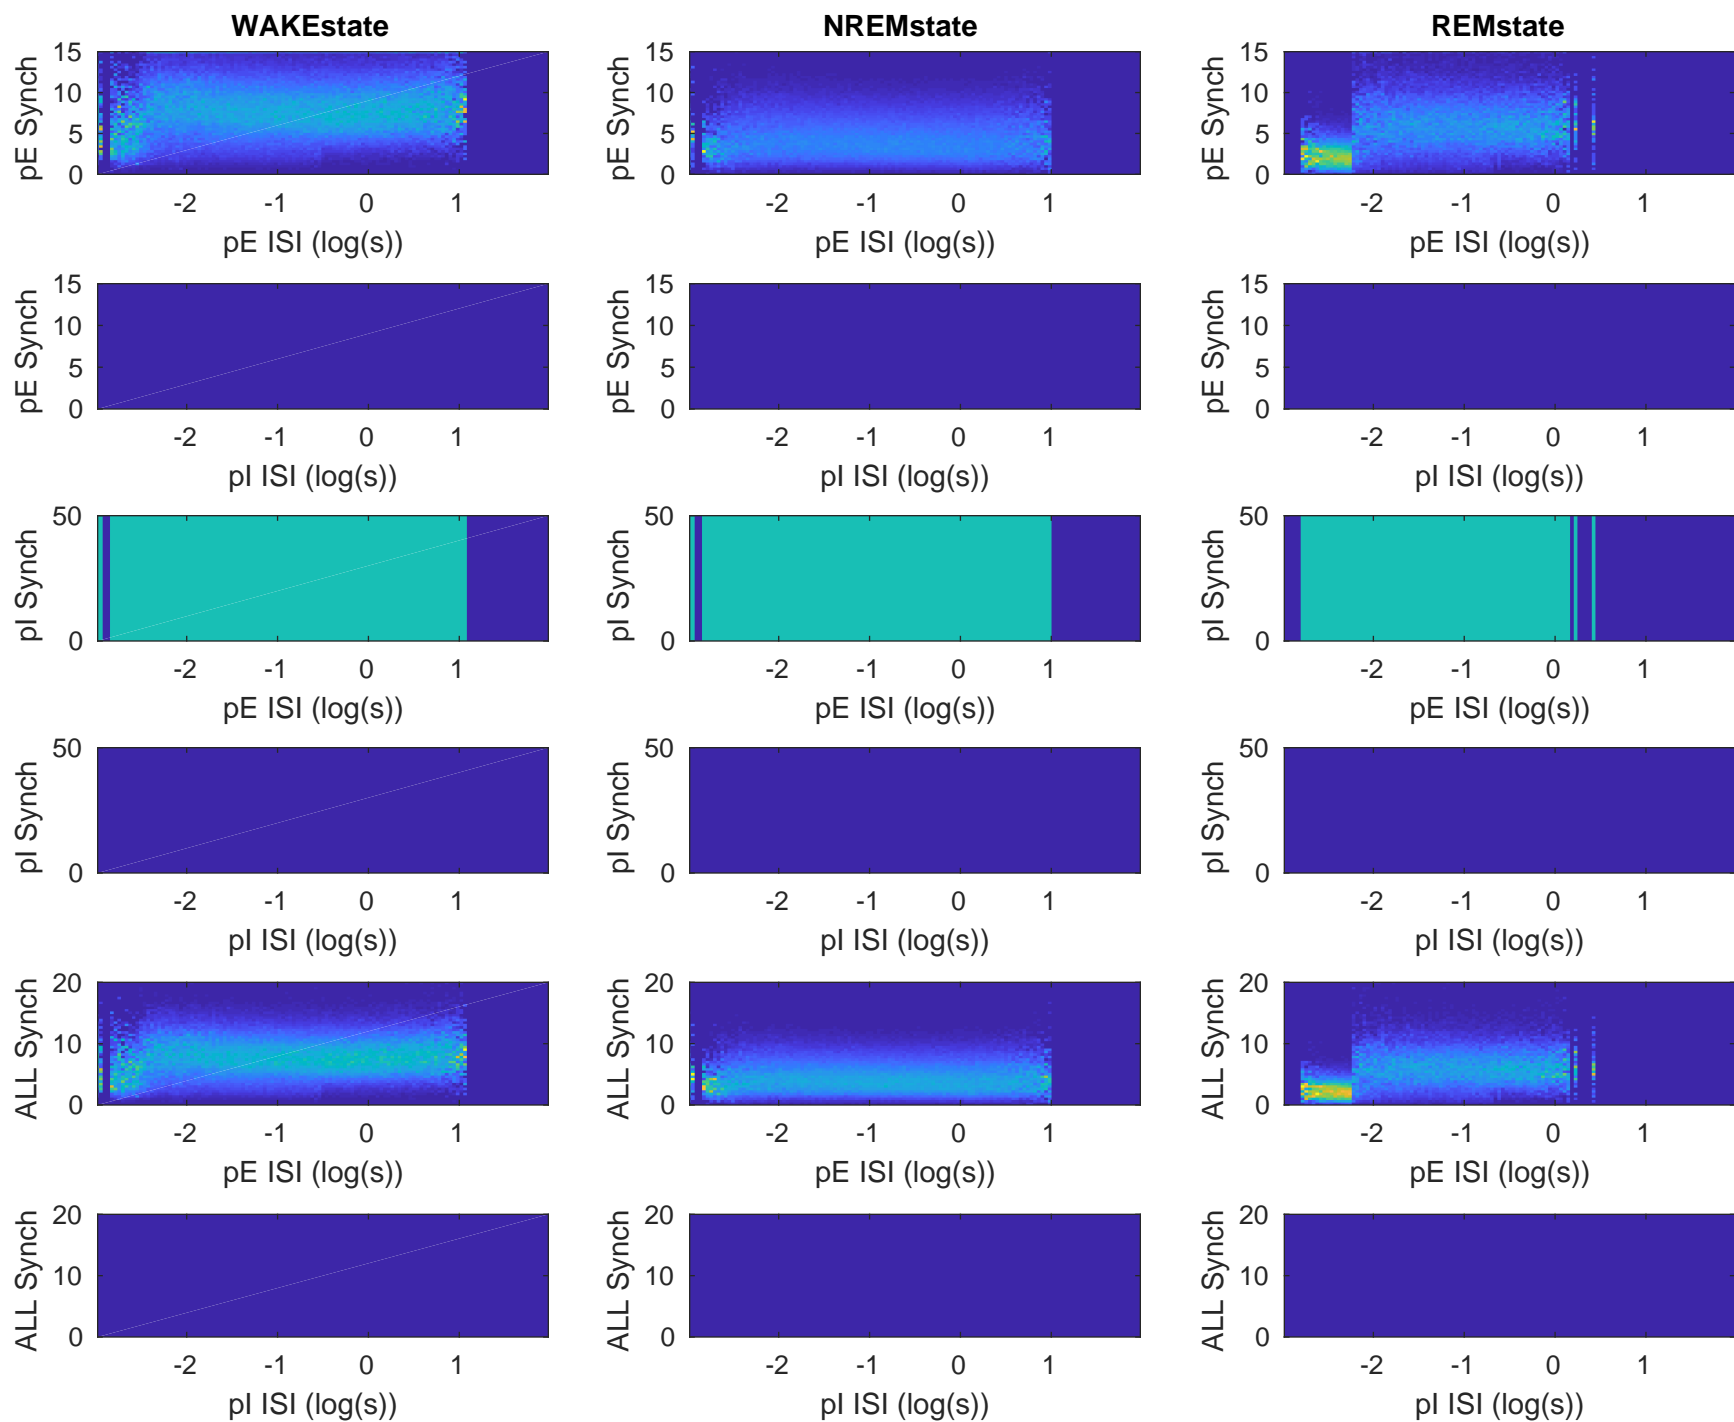 WAKEstate NREMstate REMstate
15 15 15
10 10 10
5 5 5
0 0 0
pE Synch pE Synch pE Synch
-2 -1 0 1 -2 -1 0 1 -2 -1 0 1
pE ISI (log(s)) pE ISI (log(s)) pE ISI (log(s))
15 15 15
10 10 10
5 5 5
0 0 0
pE Synch pE Synch pE Synch
-2 -1 0 1 -2 -1 0 1 -2 -1 0 1
pI ISI (log(s)) pI ISI (log(s)) pI ISI (log(s))
50 50 50
0 0 0
pI Synch pI Synch pI Synch
-2 -1 0 1 -2 -1 0 1 -2 -1 0 1
pE ISI (log(s)) pE ISI (log(s)) pE ISI (log(s))
50 50 50
0 0 0
pI Synch pI Synch pI Synch
-2 -1 0 1 -2 -1 0 1 -2 -1 0 1
pI ISI (log(s)) pI ISI (log(s)) pI ISI (log(s))
20 20 20
10 10 10
0 0 0
ALL Synch ALL Synch ALL Synch
-2 -1 0 1 -2 -1 0 1 -2 -1 0 1
pE ISI (log(s)) pE ISI (log(s)) pE ISI (log(s))
20 20 20
10 10 10
0 0 0
ALL Synch ALL Synch ALL Synch
-2 -1 0 1 -2 -1 0 1 -2 -1 0 1
pI ISI (log(s)) pI ISI (log(s)) pI ISI (log(s))